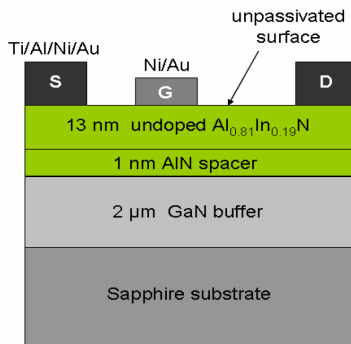 unpassivated
surface
Ti/Al/Ni/Au
Ni/Au
S
G
D
13 nm undoped Al₀.₈₁In₀.₁₉N
1 nm AlN spacer
2 µm GaN buffer
Sapphire substrate